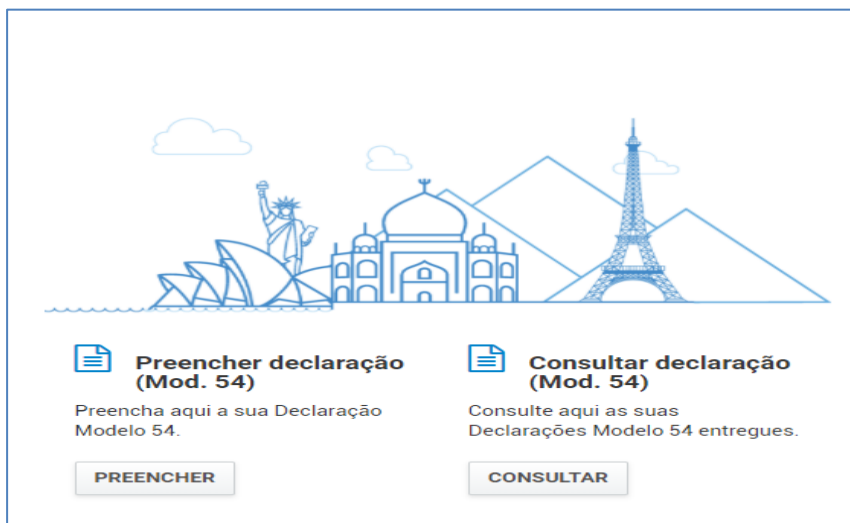 Preencher declaração
(Mod. 54)
Preencha aqui a sua Declaração
Modelo 54.
PREENCHER
Consultar declaração
(Mod. 54)
Consulte aqui as suas
Declarações Modelo 54 entregues.
CONSULTAR